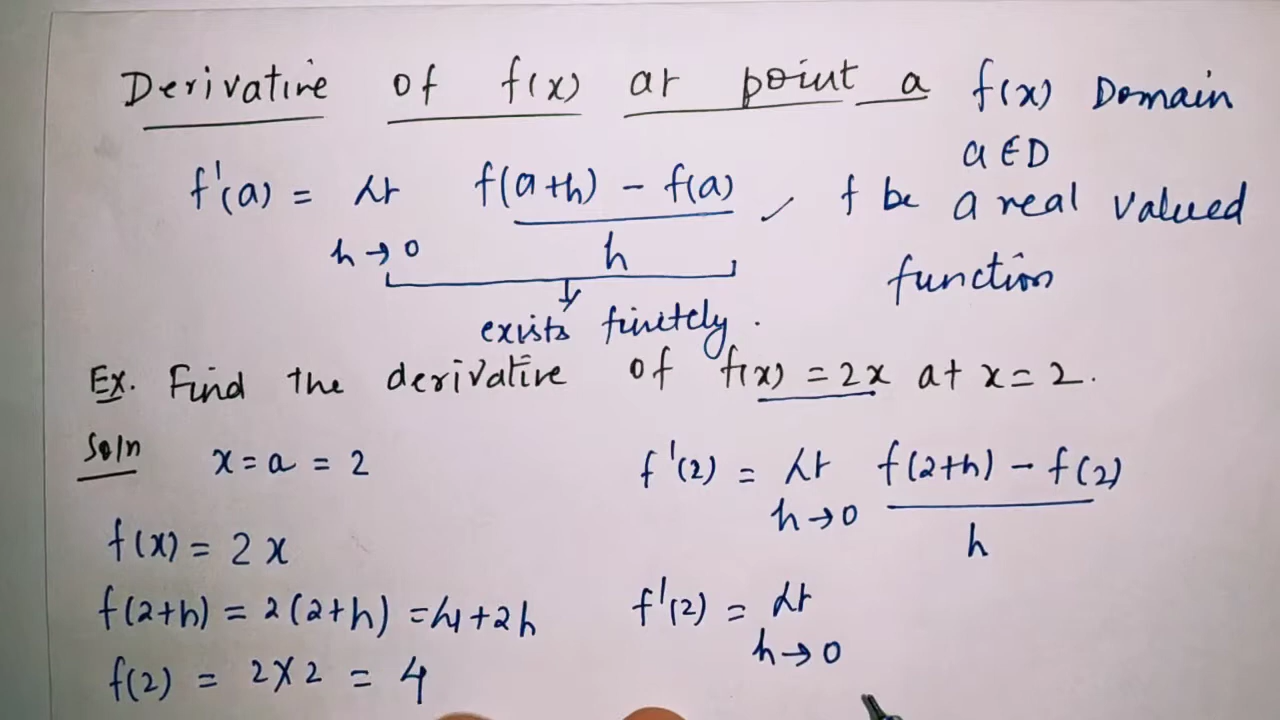 Derivative of f(x) at point a f(x) Domain
a ∈ D
f'(a) = Lt f(a+h) - f(a) f be a real valued
h → 0 h function
exists finitely.
Ex. Find the derivative of f(x) = 2x at x = 2.
Soln x = a = 2
f(x) = 2x
f(2+h) = 2(2+h) = 4+2h
f(2) = 2×2 = 4
f'(2) = Lt f(2+h) - f(2)
h → 0 h
f'(2) = Lt
h → 0